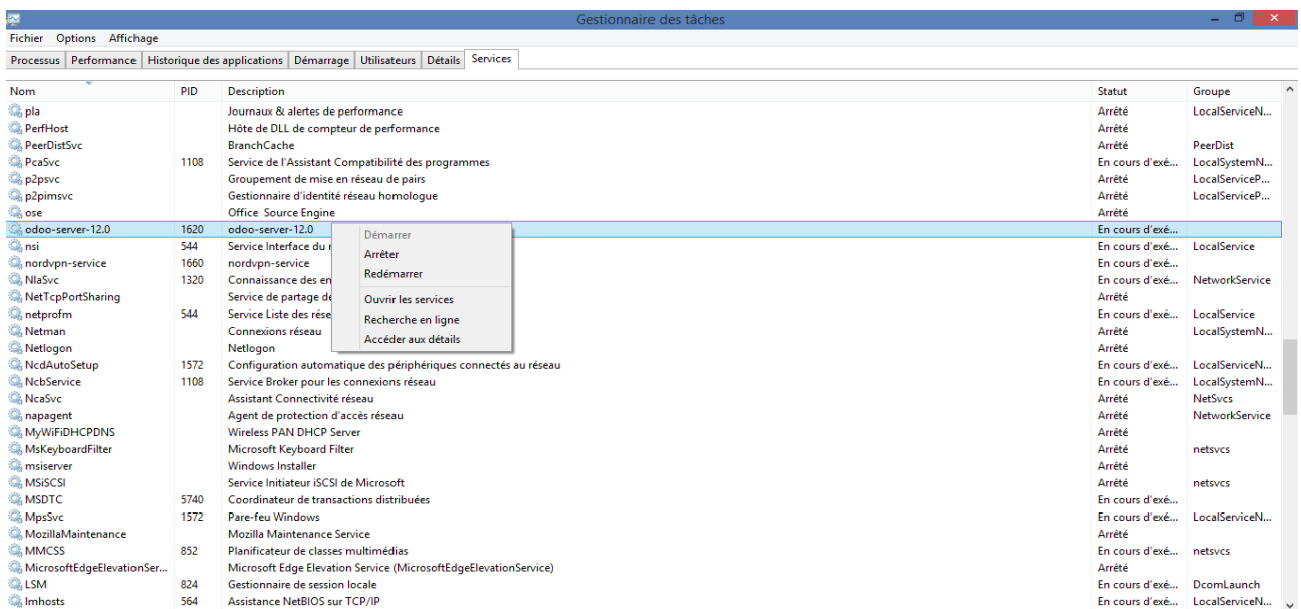 Gestionnaire des tâches
Fichier Options Affichage
Processus Performance Historique des applications Démarrage Utilisateurs Détails Services
Nom PID Description Statut Groupe
pla Journaux & alertes de performance Arrêté LocalServiceN...
PerfHost Hôte de DLL de compteur de performance Arrêté
PeerDistSvc BranchCache Arrêté PeerDist
PcaSvc 1108 Service de l'Assistant Compatibilité des programmes En cours d'exé... LocalSystemN...
p2psvc Groupement de mise en réseau de pairs Arrêté LocalServiceP...
p2pimsvc Gestionnaire d'identité réseau homologue Arrêté LocalServiceP...
ose Office Source Engine Arrêté
odoo-server-12.0 1620 odoo-server-12.0 En cours d'exé...
Démarrer
nsi 544 Service Interface du En cours d'exé... LocalService
Arrêter
nordvpn-service 1660 nordvpn-service En cours d'exé...
Redémarrer
NlaSvc 1320 Connaissance des en En cours d'exé... NetworkService
NetTcpPortSharing Service de partage de Arrêté
Ouvrir les services
netprofm 544 Service Liste des rése En cours d'exé... LocalService
Recherche en ligne
Netman Connexions réseau Arrêté LocalSystemN...
Accéder aux détails
Netlogon Netlogon Arrêté
NcdAutoSetup 1572 Configuration automatique des périphériques connectés au réseau En cours d'exé... LocalServiceN...
NcbService 1108 Service Broker pour les connexions réseau En cours d'exé... LocalSystemN...
NcaSvc Assistant Connectivité réseau Arrêté NetSvcs
napagent Agent de protection d'accès réseau Arrêté NetworkService
MyWiFiDHCPDNS Wireless PAN DHCP Server Arrêté
MsKeyboardFilter Microsoft Keyboard Filter Arrêté netsvcs
msiserver Windows Installer Arrêté
MSiSCSI Service Initiateur iSCSI de Microsoft Arrêté netsvcs
MSDTC 5740 Coordinateur de transactions distribuées En cours d'exé...
MpsSvc 1572 Pare-feu Windows En cours d'exé... LocalServiceN...
MozillaMaintenance Mozilla Maintenance Service Arrêté
MMCSS 852 Planificateur de classes multimédias En cours d'exé... netsvcs
MicrosoftEdgeElevationSer... Microsoft Edge Elevation Service (MicrosoftEdgeElevationService) Arrêté
LSM 824 Gestionnaire de session locale En cours d'exé... DcomLaunch
lmhosts 564 Assistance NetBIOS sur TCP/IP En cours d'exé... LocalServiceN...